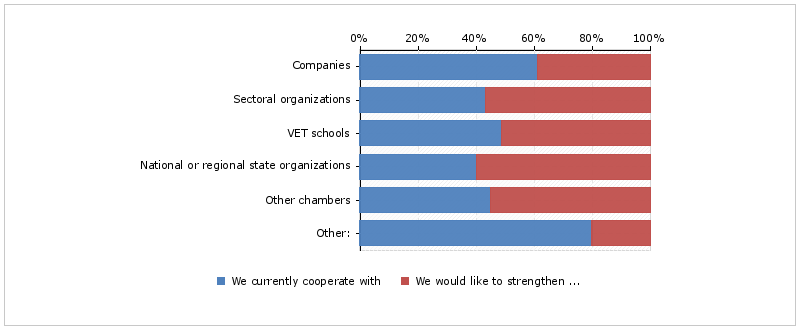 0% 20% 40% 60% 80% 100%
Companies
Sectoral organizations
VET schools
National or regional state organizations
Other chambers
Other:
We currently cooperate with We would like to strengthen ...